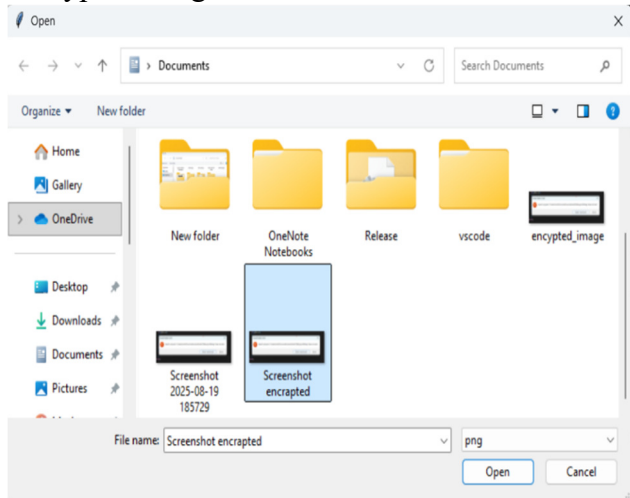 Open
Documents
Search Documents
Organize
New folder
Home
Gallery
OneDrive
Desktop
Downloads
Documents
Pictures
New folder
OneNote
Notebooks
Release
vscode
encypted_image
Screenshot
2025-08-19
185729
Screenshot
encrapted
File name:
Screenshot encrapted
png
Open
Cancel